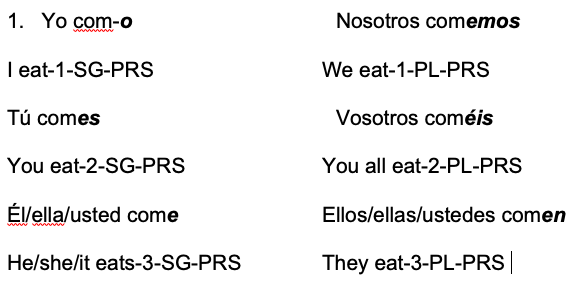 1. Yo com-o Nosotros comemos
I eat-1-SG-PRS We eat-1-PL-PRS
Tú comes Vosotros coméis
You eat-2-SG-PRS You all eat-2-PL-PRS
Él/ella/usted come Ellos/ellas/ustedes comen
He/she/it eats-3-SG-PRS They eat-3-PL-PRS